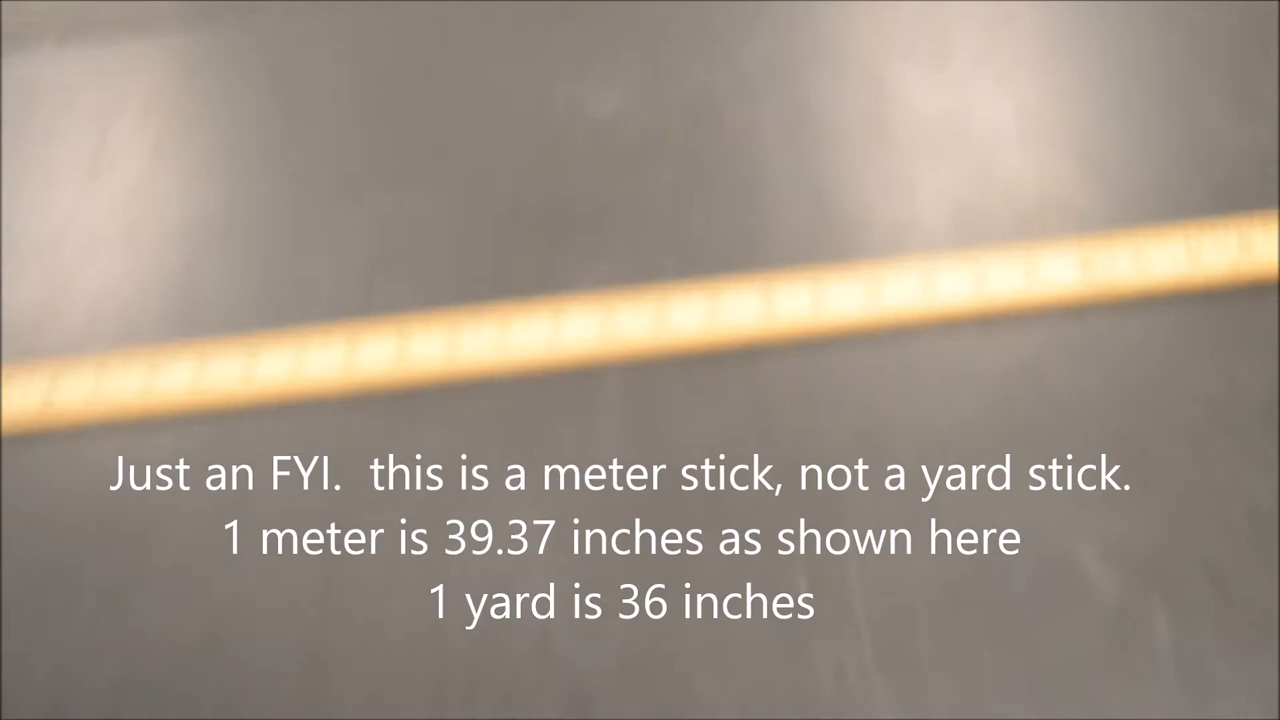 Just an FYI.  this is a meter stick, not a yard stick.
1 meter is 39.37 inches as shown here
1 yard is 36 inches